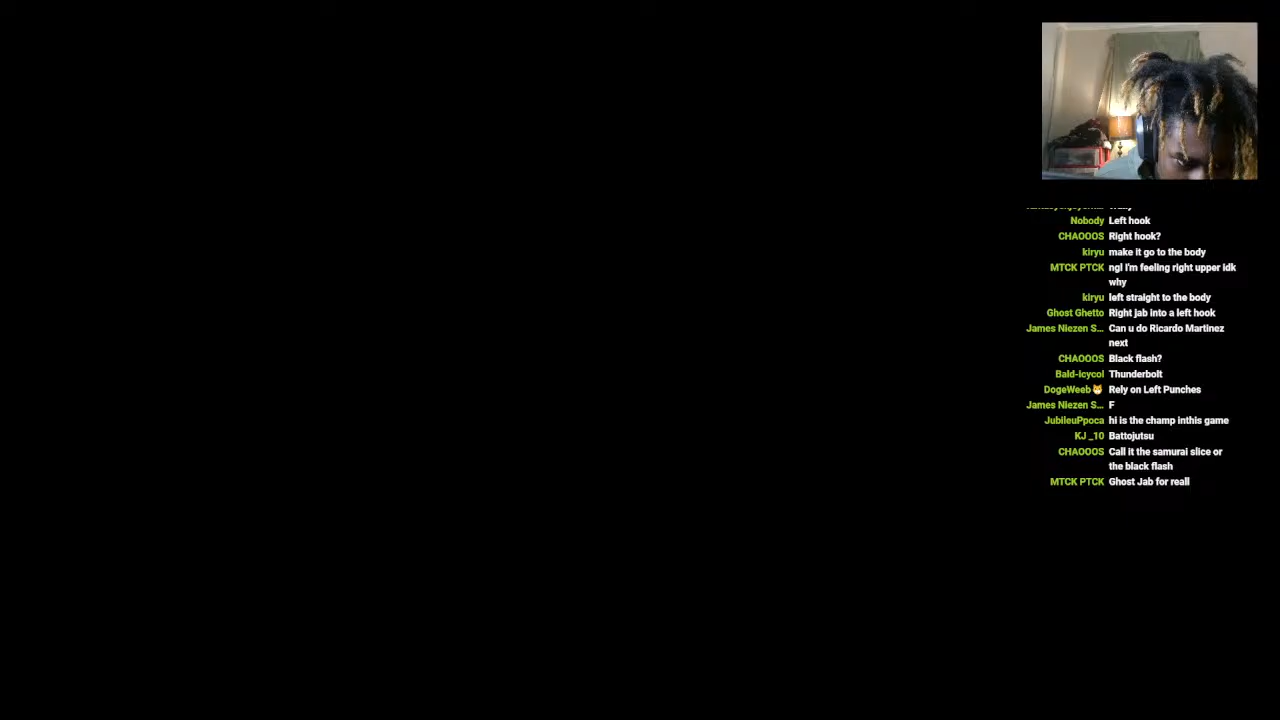 Nobody Left hook
CHAOOOS Right hook?
kiryu make it go to the body
MTCK PTCK ngl I'm feeling right upper idk
why
kiryu left straight to the body
Ghost Ghetto Right jab into a left hook
James Niezen S... Can u do Ricardo Martinez
next
CHAOOOS Black flash?
Bald-icycol Thunderbolt
DogeWeeb😼 Rely on Left Punches
James Niezen S... F
JubileuPpoca hi is the champ inthis game
KJ _10 Battojutsu
CHAOOOS Call it the samurai slice or
the black flash
MTCK PTCK Ghost Jab for reall